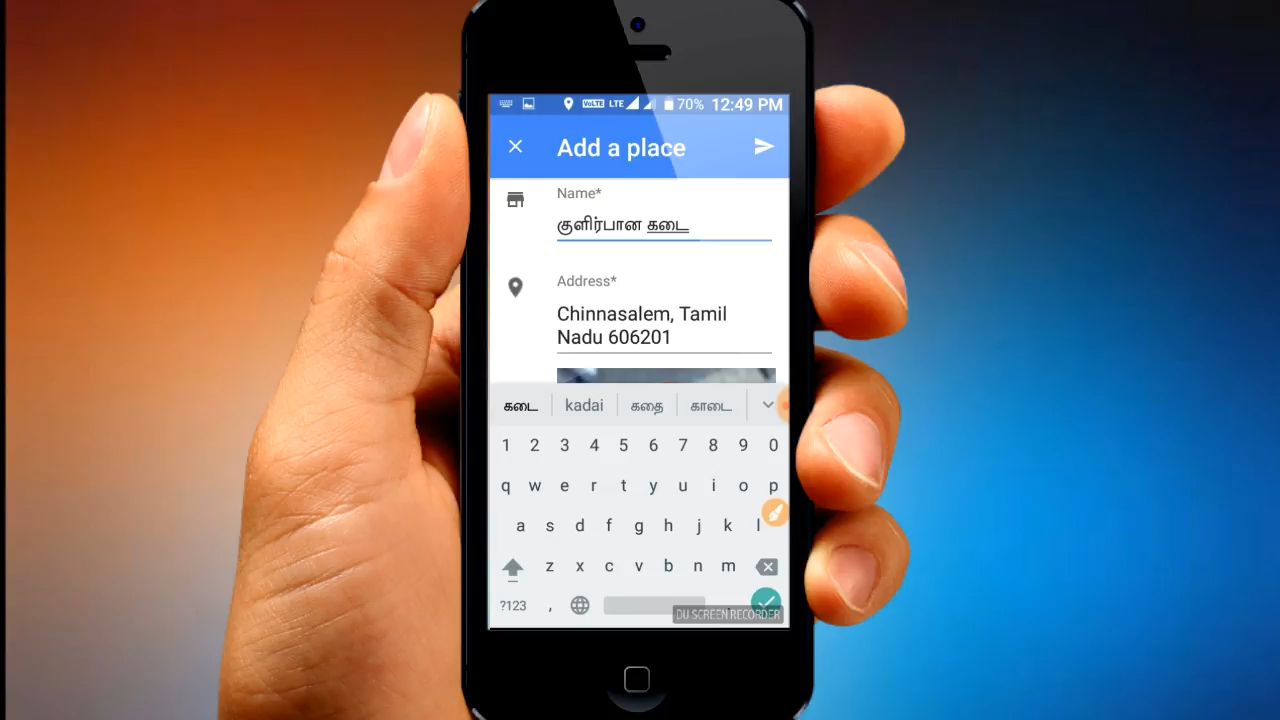 VoLTE LTE 70% 12:49 PM
Add a place
Name*
குளிர்பான கடை
Address*
Chinnasalem, Tamil
Nadu 606201
கடை kadai கதை காடை
1 2 3 4 5 6 7 8 9 0
q w e r t y u i o p
a s d f g h j k l
z x c v b n m
?123 ,
DU SCREEN RECORDER